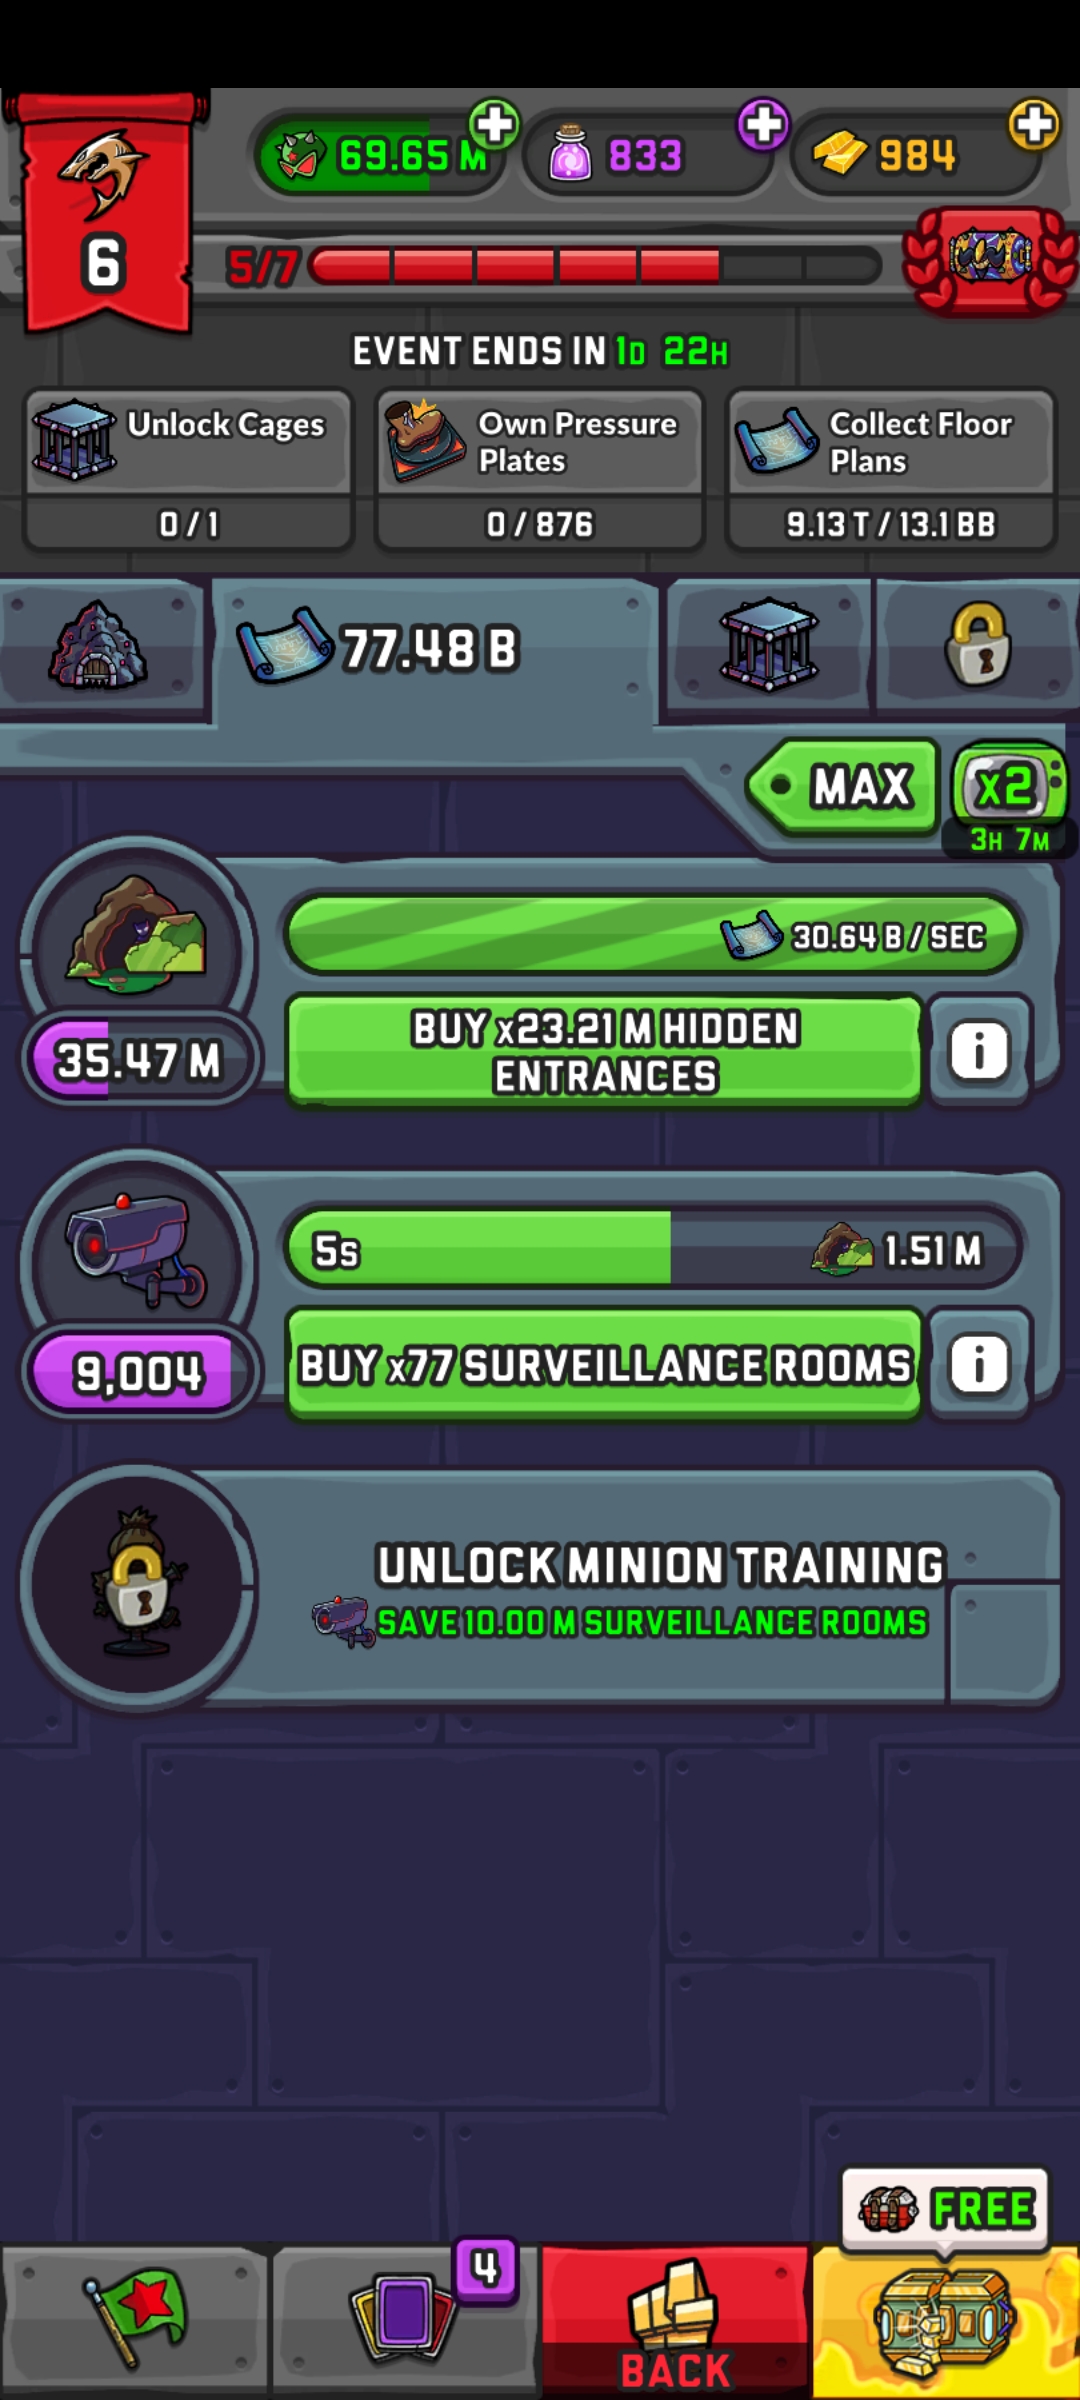 69.65 M
833
984
6
5/7
EVENT ENDS IN 1D 22H
Unlock Cages
0 / 1
Own Pressure
Plates
0 / 876
Collect Floor
Plans
9.13 T / 13.1 BB
77.48 B
MAX
x2
3H 7M
30.64 B / SEC
35.47 M
BUY x23.21 M HIDDEN
ENTRANCES
i
5s
1.51 M
9,004
BUY x77 SURVEILLANCE ROOMS
i
UNLOCK MINION TRAINING
SAVE 10.00 M SURVEILLANCE ROOMS
FREE
4
BACK